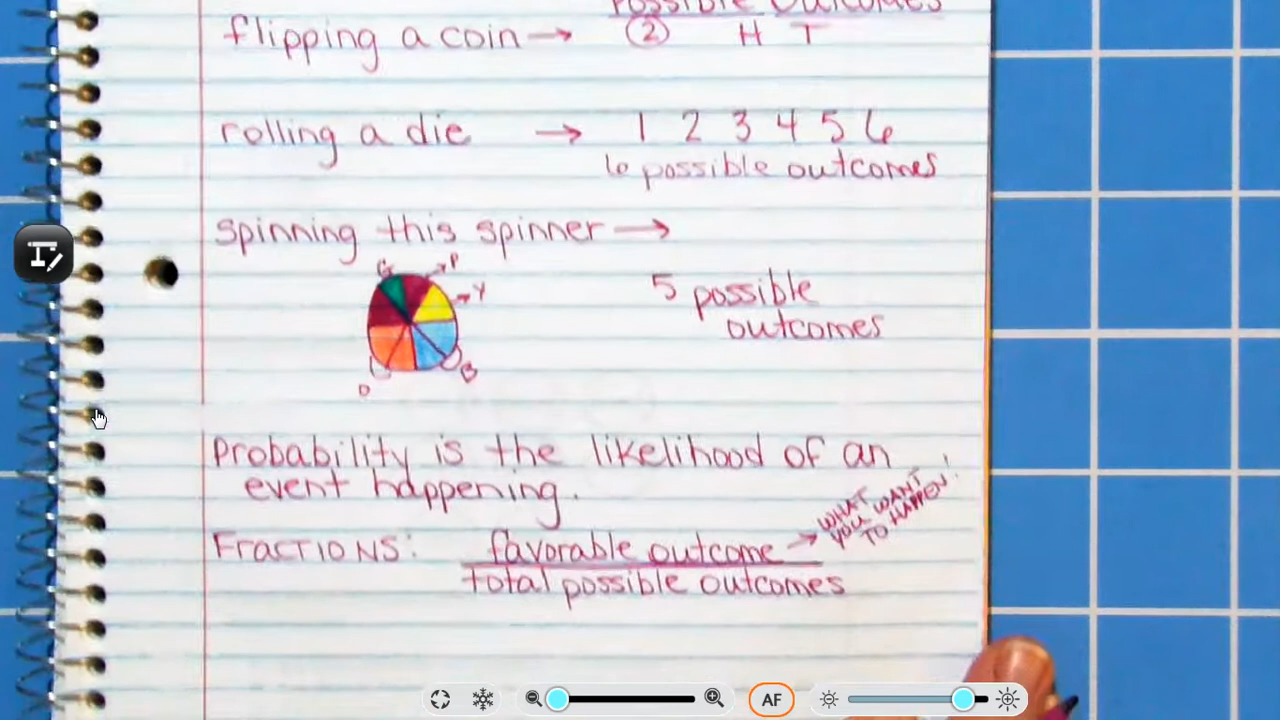 Possible Outcomes
flipping a coin → ② H T
rolling a die → 1 2 3 4 5 6
6 possible outcomes
spinning this spinner →
G P
Y
5 possible
outcomes
B
O
Probability is the likelihood of an
event happening.
WHAT
YOU WANT
TO HAPPEN!
FRACTIONS: favorable outcome →
total possible outcomes
AF